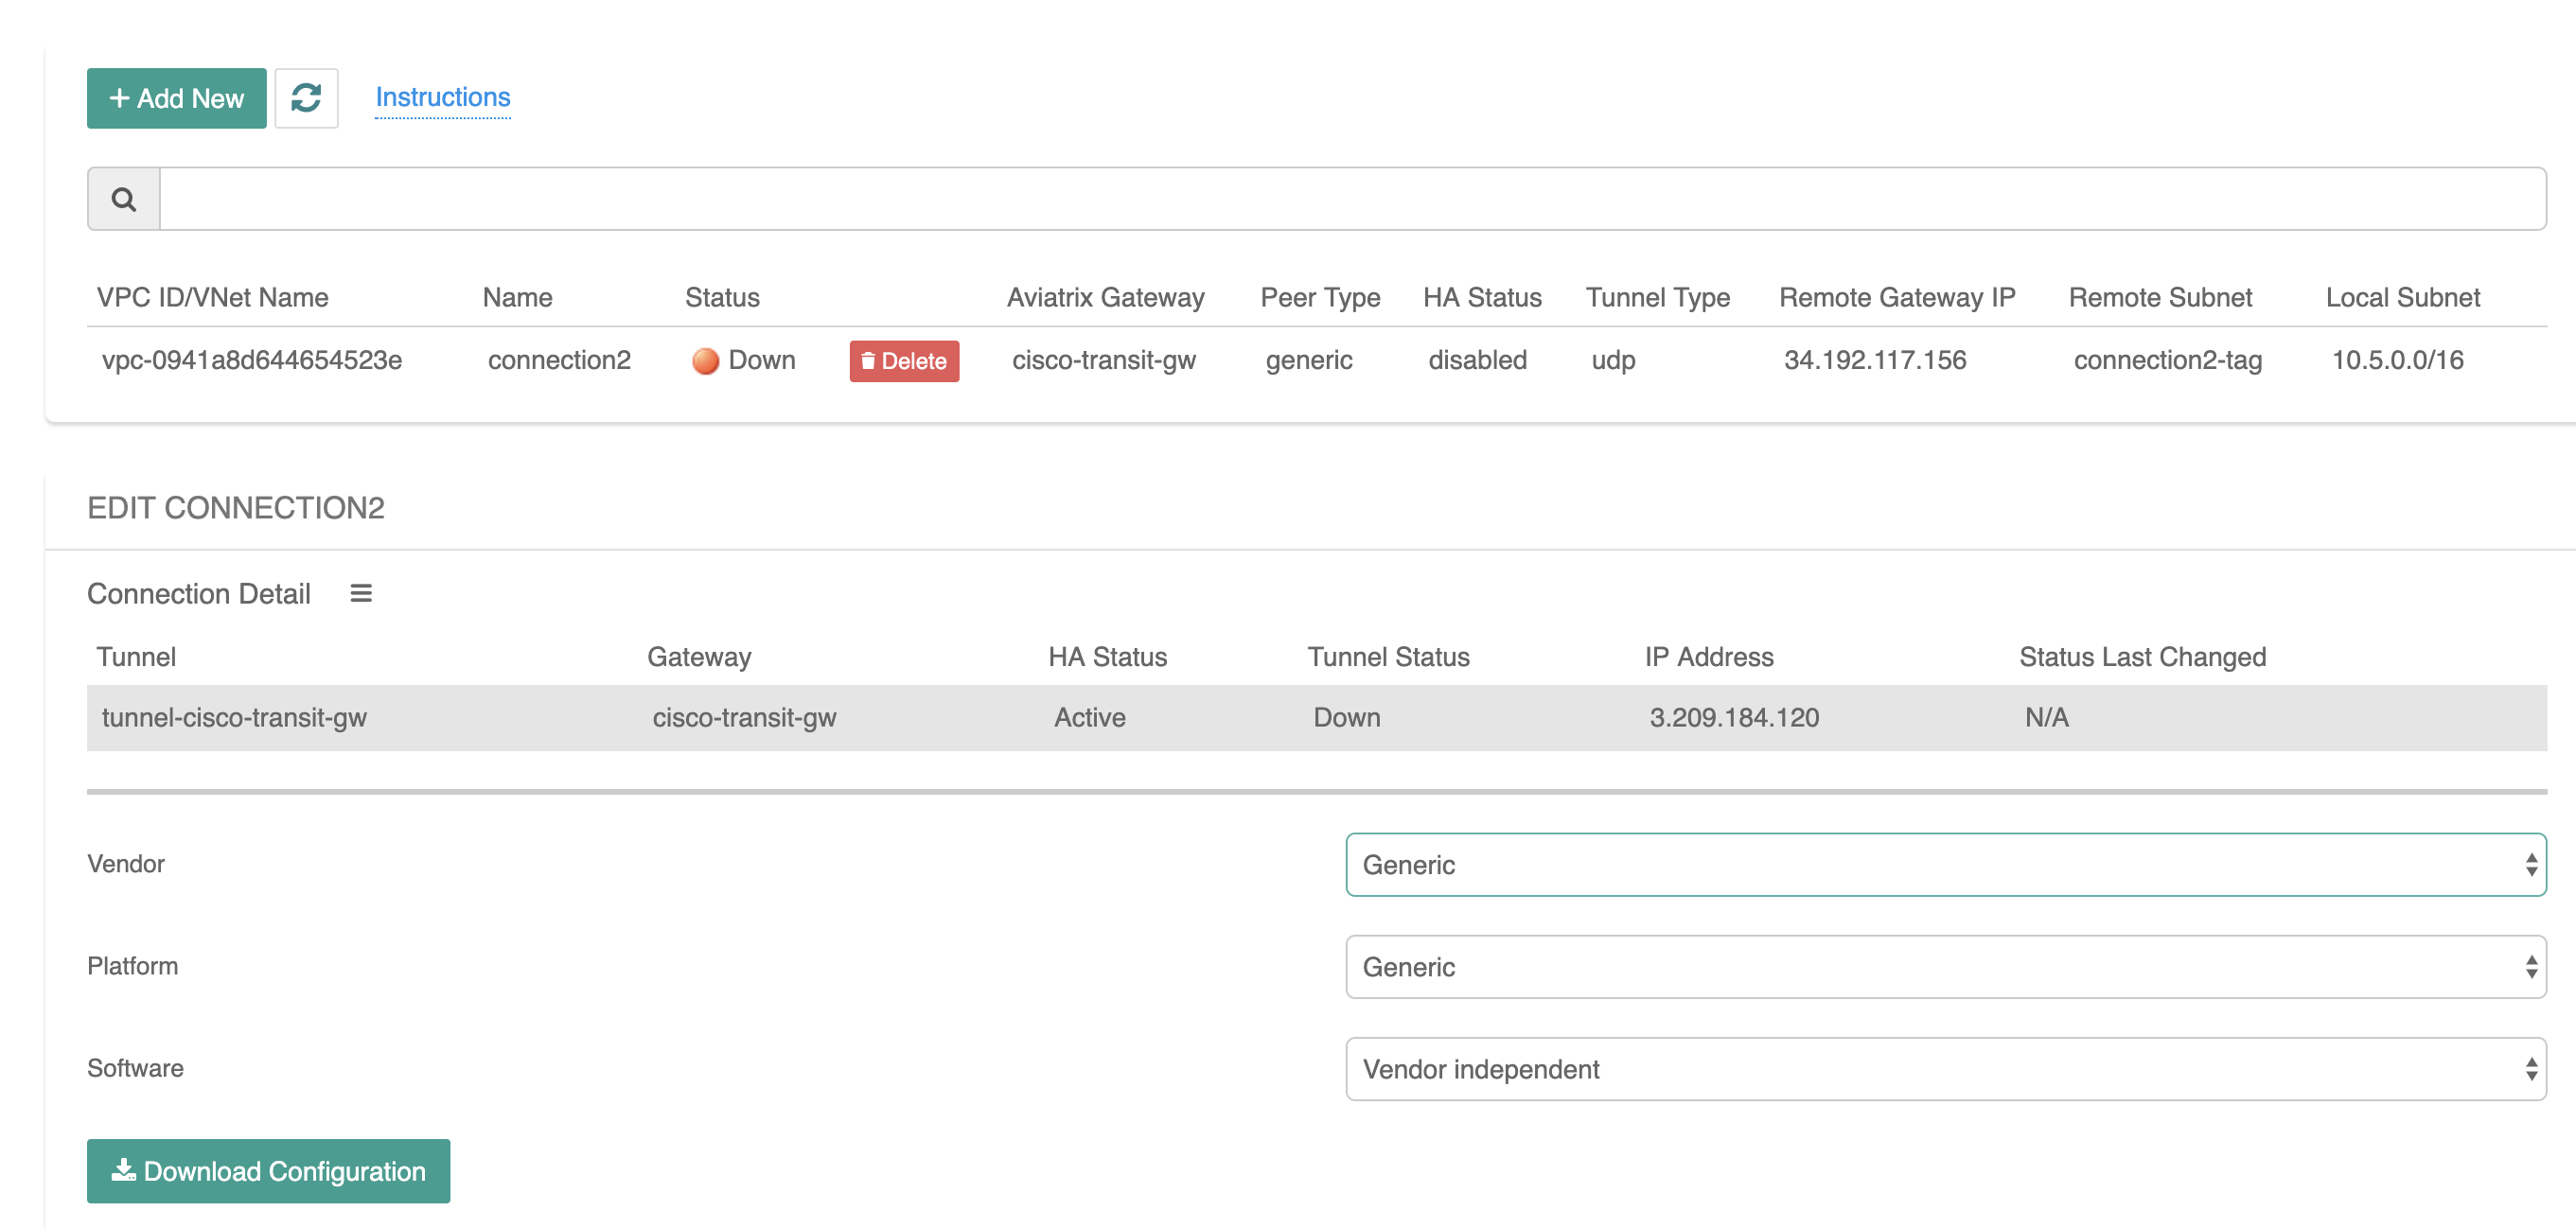 + Add New Instructions
VPC ID/VNet Name Name Status Aviatrix Gateway Peer Type HA Status Tunnel Type Remote Gateway IP Remote Subnet Local Subnet
vpc-0941a8d644654523e connection2 Down Delete cisco-transit-gw generic disabled udp 34.192.117.156 connection2-tag 10.5.0.0/16
EDIT CONNECTION2
Connection Detail
Tunnel Gateway HA Status Tunnel Status IP Address Status Last Changed
tunnel-cisco-transit-gw cisco-transit-gw Active Down 3.209.184.120 N/A
Vendor Generic
Platform Generic
Software Vendor independent
Download Configuration